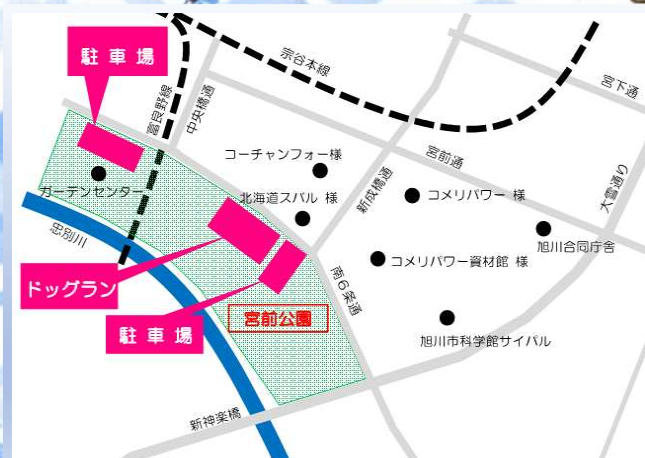 駐車場
宗谷本線
宮下通
富良野線
中央橋通
コーチャンフォー様
宮前通
大雪通り
ガーデンセンター
北海道スバル 様
新成橋通
コメリパワー 様
旭川合同庁舎
忠別川
コメリパワー資材館 様
ドッグラン
南6条通
宮前公園
駐車場
旭川市科学館サイパル
新神楽橋